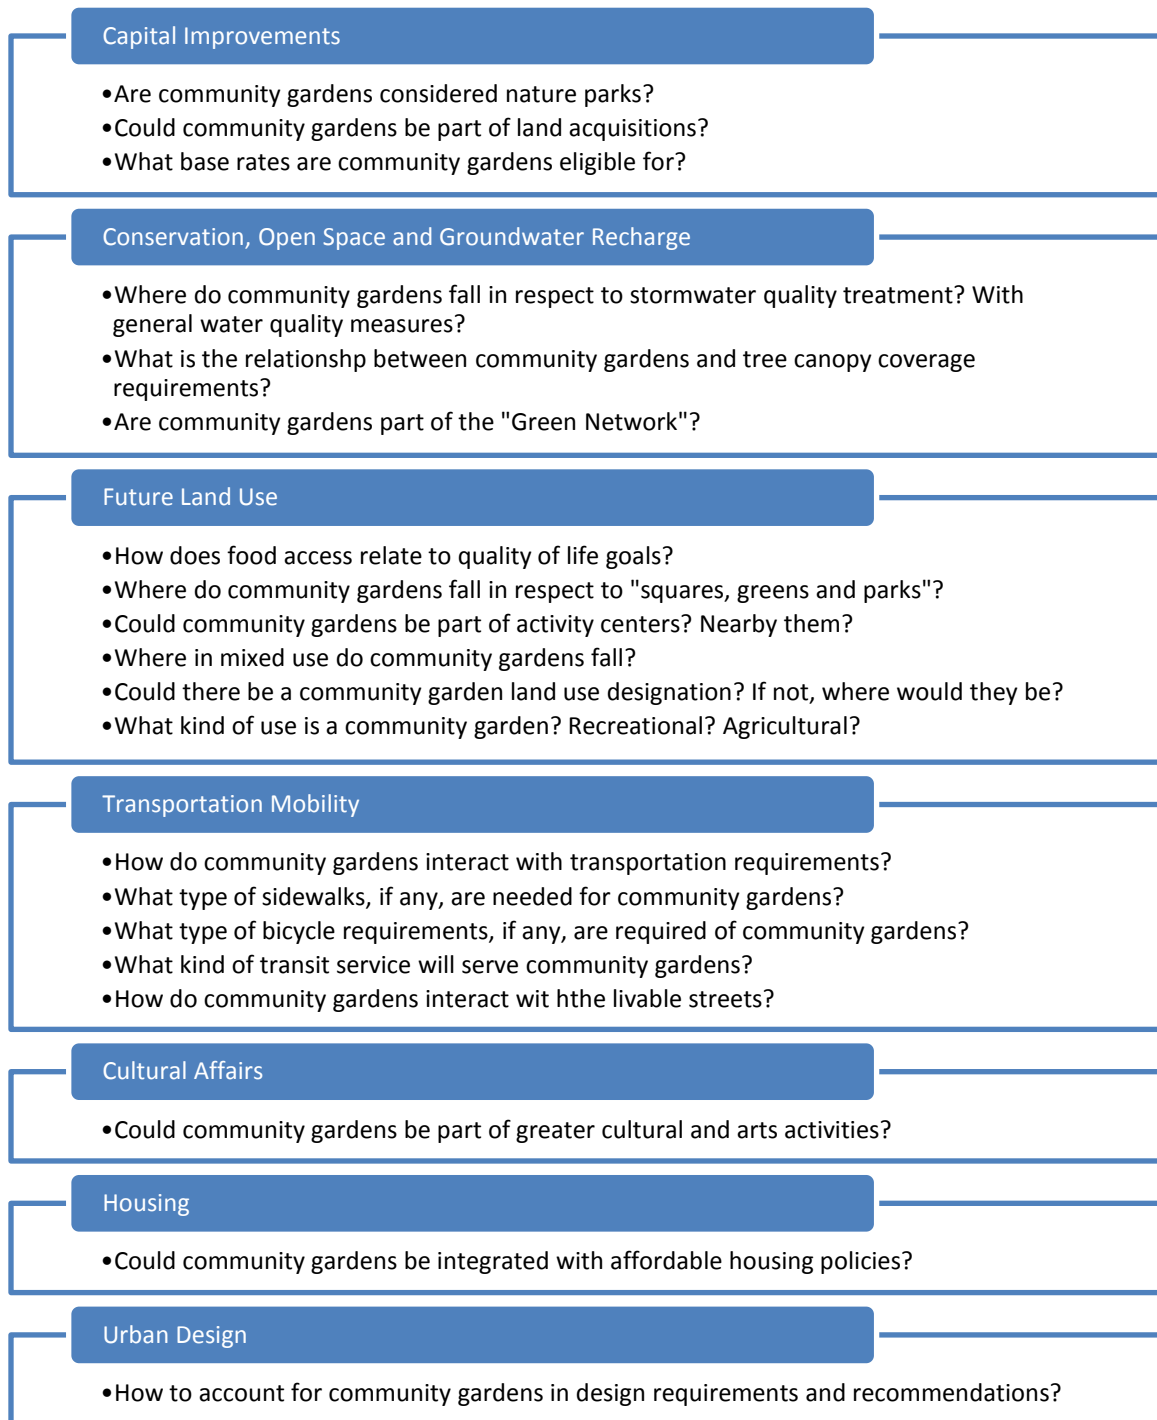 Capital Improvements
•Are community gardens considered nature parks?
•Could community gardens be part of land acquisitions?
•What base rates are community gardens eligible for?
Conservation, Open Space and Groundwater Recharge
•Where do community gardens fall in respect to stormwater quality treatment? With
general water quality measures?
•What is the relationshp between community gardens and tree canopy coverage
requirements?
•Are community gardens part of the "Green Network"?
Future Land Use
•How does food access relate to quality of life goals?
•Where do community gardens fall in respect to "squares, greens and parks"?
•Could community gardens be part of activity centers? Nearby them?
•Where in mixed use do community gardens fall?
•Could there be a community garden land use designation? If not, where would they be?
•What kind of use is a community garden? Recreational? Agricultural?
Transportation Mobility
•How do community gardens interact with transportation requirements?
•What type of sidewalks, if any, are needed for community gardens?
•What type of bicycle requirements, if any, are required of community gardens?
•What kind of transit service will serve community gardens?
•How do community gardens interact wit hthe livable streets?
Cultural Affairs
•Could community gardens be part of greater cultural and arts activities?
Housing
•Could community gardens be integrated with affordable housing policies?
Urban Design
•How to account for community gardens in design requirements and recommendations?